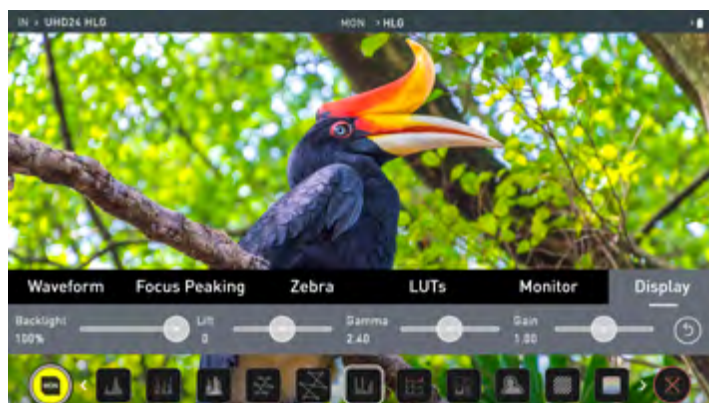 IN > UHD24 HLG MON > HLG
Waveform Focus Peaking Zebra LUTs Monitor Display
Backlight Lift Gamma Gain
100% 0 2.40 1.00
MON